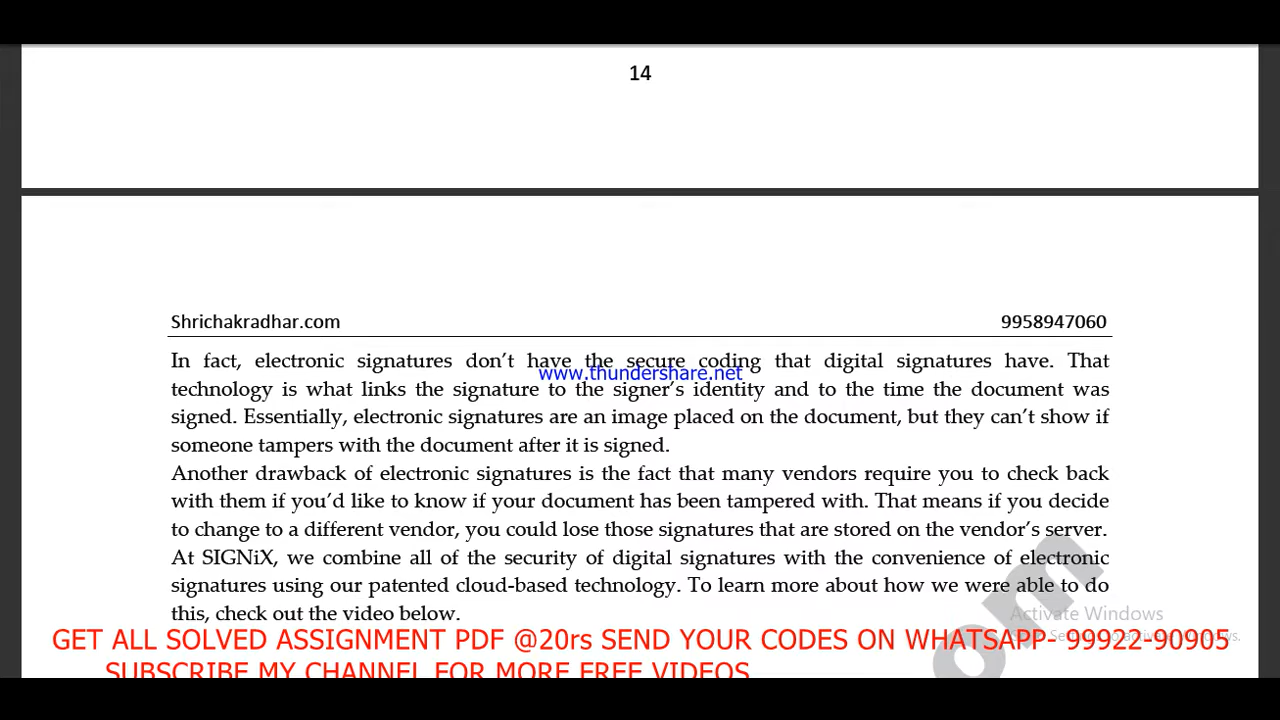 14
Shrichakradhar.com 9958947060
In fact, electronic signatures don't have the secure coding that digital signatures have. That
www.thundershare.net
technology is what links the signature to the signer's identity and to the time the document was
signed. Essentially, electronic signatures are an image placed on the document, but they can't show if
someone tampers with the document after it is signed.
Another drawback of electronic signatures is the fact that many vendors require you to check back
with them if you'd like to know if your document has been tampered with. That means if you decide
to change to a different vendor, you could lose those signatures that are stored on the vendor's server.
At SIGNiX, we combine all of the security of digital signatures with the convenience of electronic
signatures using our patented cloud-based technology. To learn more about how we were able to do
this, check out the video below.
om
Activate Windows
to activate Windows.
GET ALL SOLVED ASSIGNMENT PDF @20rs SEND YOUR CODES ON WHATSAPP- 99922-90905
SUBSCRIBE MY CHANNEL FOR MORE FREE VIDEOS